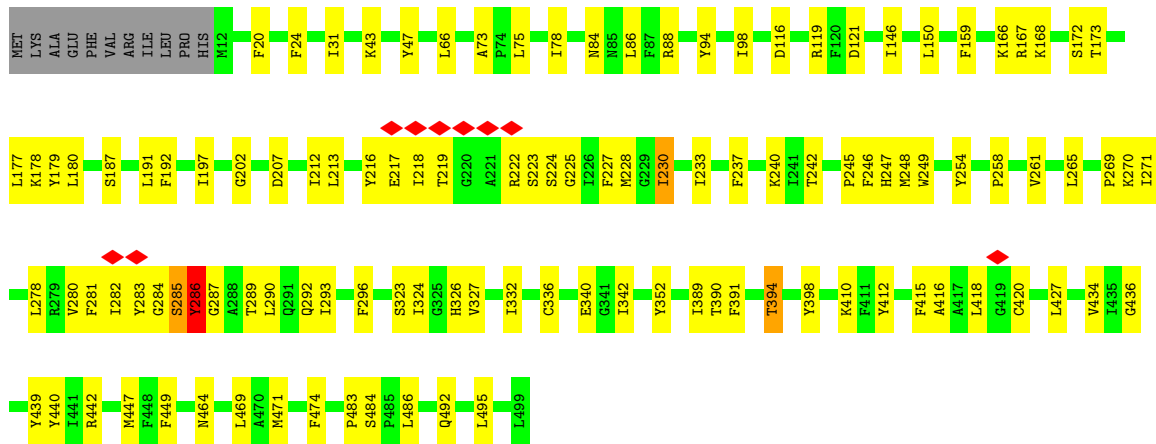 MET LYS ALA GLU PHE VAL ARG ILE LEU PRO HIS M12 F20 F24 I31 K43 Y47 L66 A73 P74 L75 I78 N84 N85 L86 F87 R88 Y94 I98 D116 R119 F120 D121 I146 L150 F159 K166 R167 K168 S172 T173
L177 K178 Y179 L180 S187 L191 F192 I197 G202 D207 I212 L213 Y216 E217 I218 T219 G220 A221 R222 S223 S224 G225 I226 F227 M228 G229 I230 I233 F237 K240 I241 T242 P245 F246 H247 M248 W249 Y254 P258 V261 L265 P269 K270 I271
L278 R279 V280 F281 I282 Y283 G284 S285 Y286 G287 A288 T289 L290 Q291 Q292 I293 F296 S323 I324 G325 H326 V327 I332 C336 E340 G341 I342 Y352 I389 T390 F391 T394 Y398 K410 F411 Y412 F415 A416 A417 L418 G419 C420 L427 V434 I435 G436
Y439 Y440 I441 R442 M447 F448 F449 N464 L469 A470 M471 F474 P483 S484 P485 L486 Q492 L495 L499